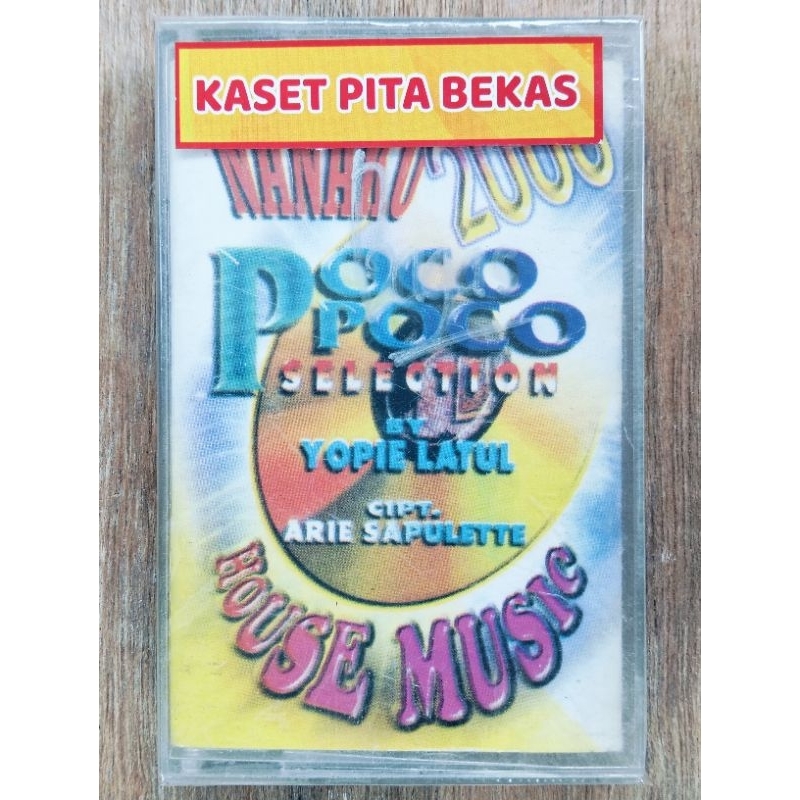 KASET PITA BEKAS
2000
POCO
POCO
SELECTION
BY
YOPIE LATUL
CIPT.
ARIE SAPULETTE
HOUSE MUSIC